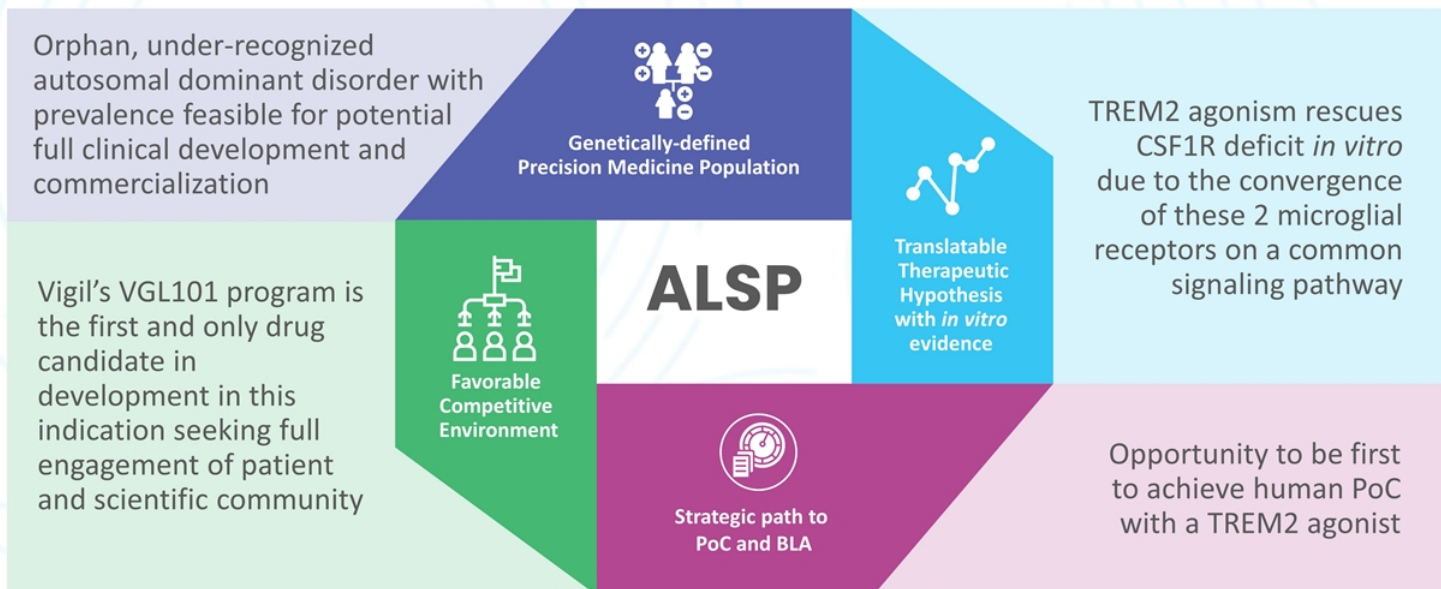 Orphan, under-recognized
autosomal dominant disorder with
prevalence feasible for potential
full clinical development and
commercialization
Genetically-defined
Precision Medicine Population
TREM2 agonism rescues
CSF1R deficit in vitro
due to the convergence
of these 2 microglial
receptors on a common
signaling pathway
Translatable
Therapeutic
Hypothesis
with in vitro
evidence
ALSP
Vigil’s VGL101 program is
the first and only drug
candidate in
development in this
indication seeking full
engagement of patient
and scientific community
Favorable
Competitive
Environment
Strategic path to
PoC and BLA
Opportunity to be first
to achieve human PoC
with a TREM2 agonist